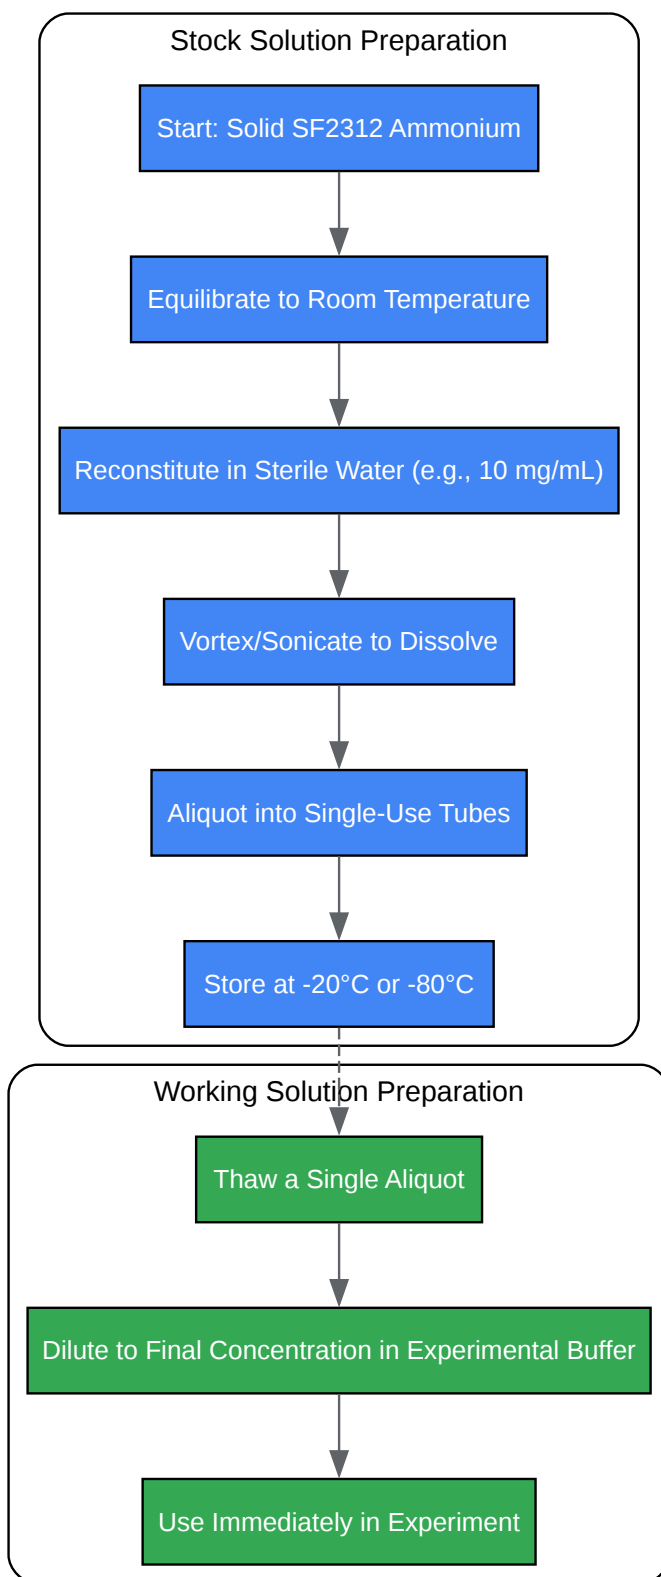 Stock Solution Preparation
Start: Solid SF2312 Ammonium
Equilibrate to Room Temperature
Reconstitute in Sterile Water (e.g., 10 mg/mL)
Vortex/Sonicate to Dissolve
Aliquot into Single-Use Tubes
Store at -20°C or -80°C
Working Solution Preparation
Thaw a Single Aliquot
Dilute to Final Concentration in Experimental Buffer
Use Immediately in Experiment